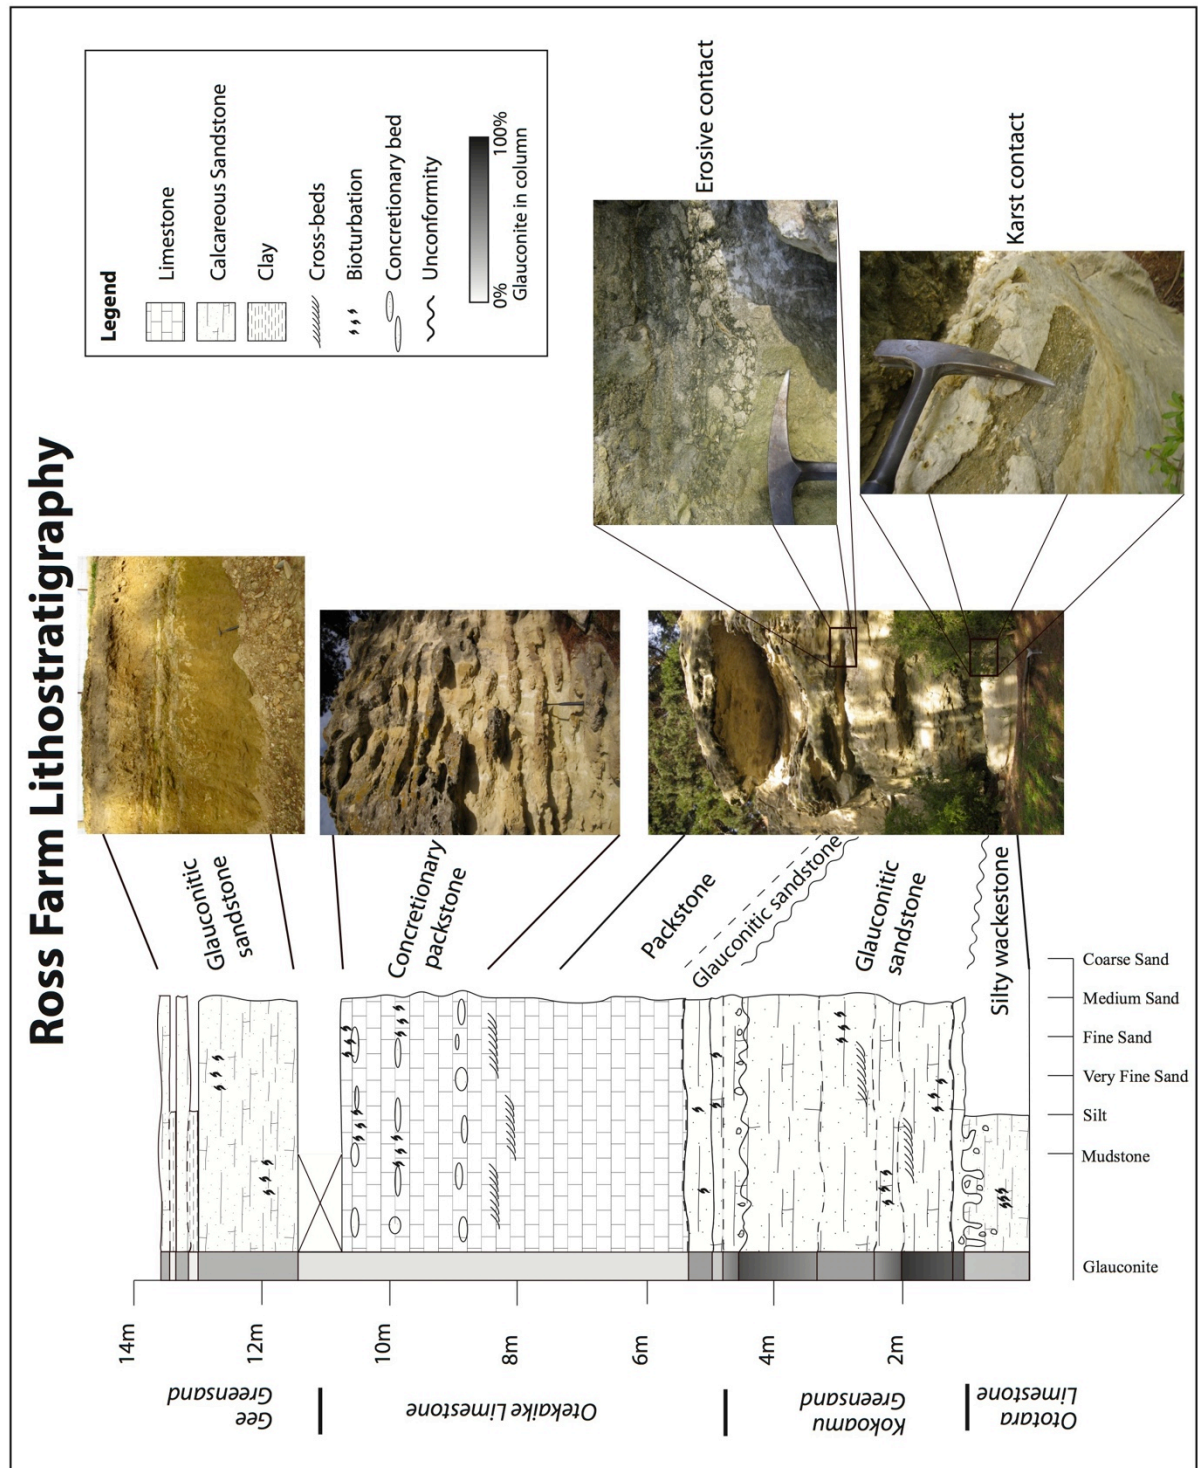 Ross Farm Lithostratigraphy
Legend
Limestone
Calcareous Sandstone
Clay
Cross-beds
Bioturbation
Concretionary bed
Unconformity
0%
100%
Glauconite in column
Glauconitic
sandstone
Concretionary
packstone
Packstone
Glauconitic sandstone
Glauconitic
sandstone
Silty wackestone
Erosive contact
Karst contact
Coarse Sand
Medium Sand
Fine Sand
Very Fine Sand
Silt
Mudstone
Glauconite
14m
12m
10m
8m
6m
4m
2m
Gee
Greensand
Otekaike Limestone
Kokoamu
Greensand
Ototara
Limestone